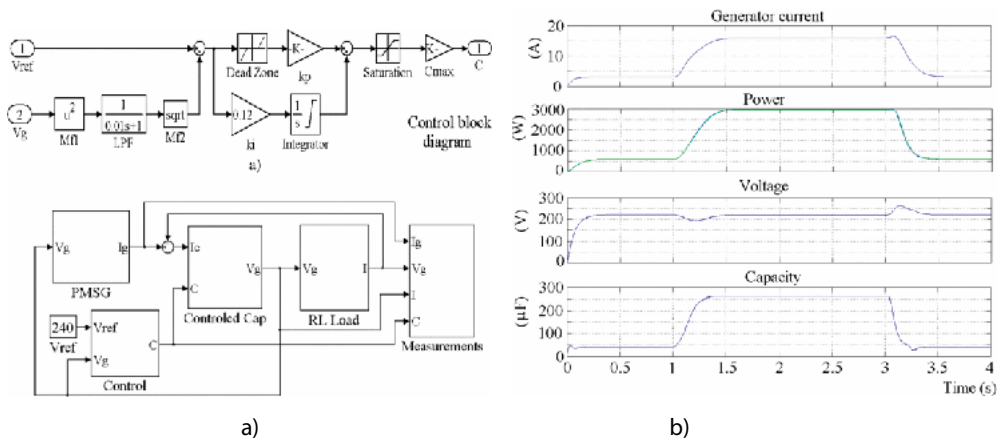 1
Vref
Dead Zone
-K-
kp
Saturation
K-
Cmax
1
C
2
Vg
u²
Mf1
1
0.01s+1
LPF
sqrt
Mf2
0.12
ki
1
s
Integrator
Control block
diagram
a)
Vg
Ig
PMSG
Ic
Vg
C
Controled Cap
Vg
I
RL Load
Ig
Vg
I
C
Measurements
240
Vref
Vref
Vg
C
Control
a)
Generator current
(A)
20
10
0
Power
(W)
3000
2000
1000
0
Voltage
(V)
300
200
100
0
Capacity
(µF)
300
200
100
0
0
0.5
1
1.5
2
2.5
3
3.5
4
Time (s)
b)